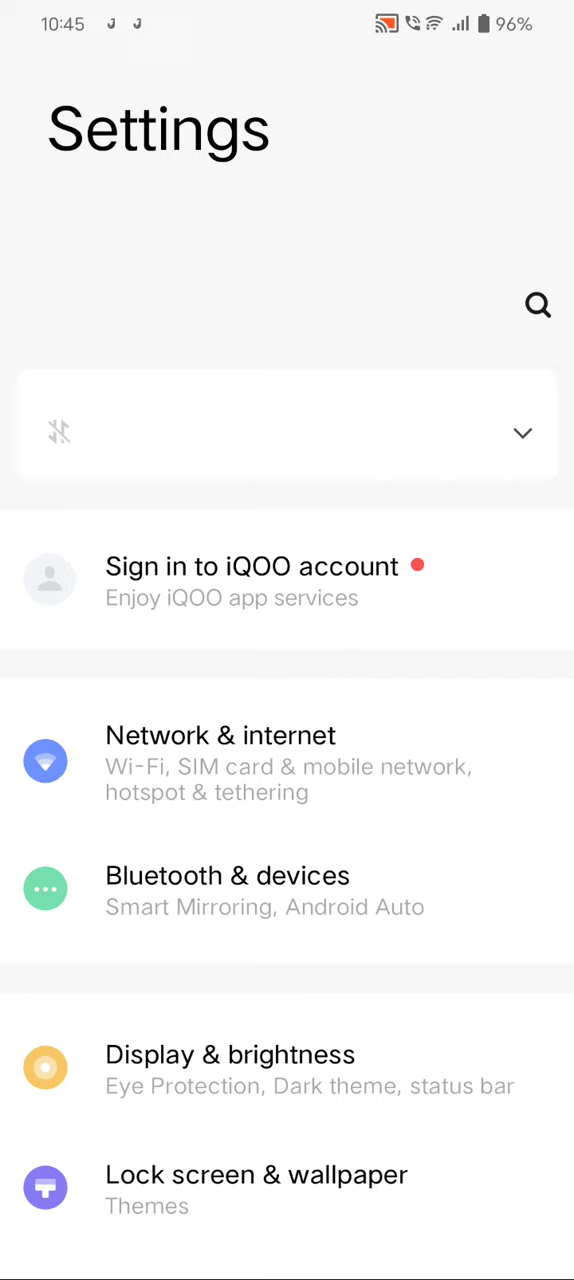 10:45
96%
Settings
Sign in to iQOO account
Enjoy iQOO app services
Network & internet
Wi-Fi, SIM card & mobile network,
hotspot & tethering
Bluetooth & devices
Smart Mirroring, Android Auto
Display & brightness
Eye Protection, Dark theme, status bar
Lock screen & wallpaper
Themes